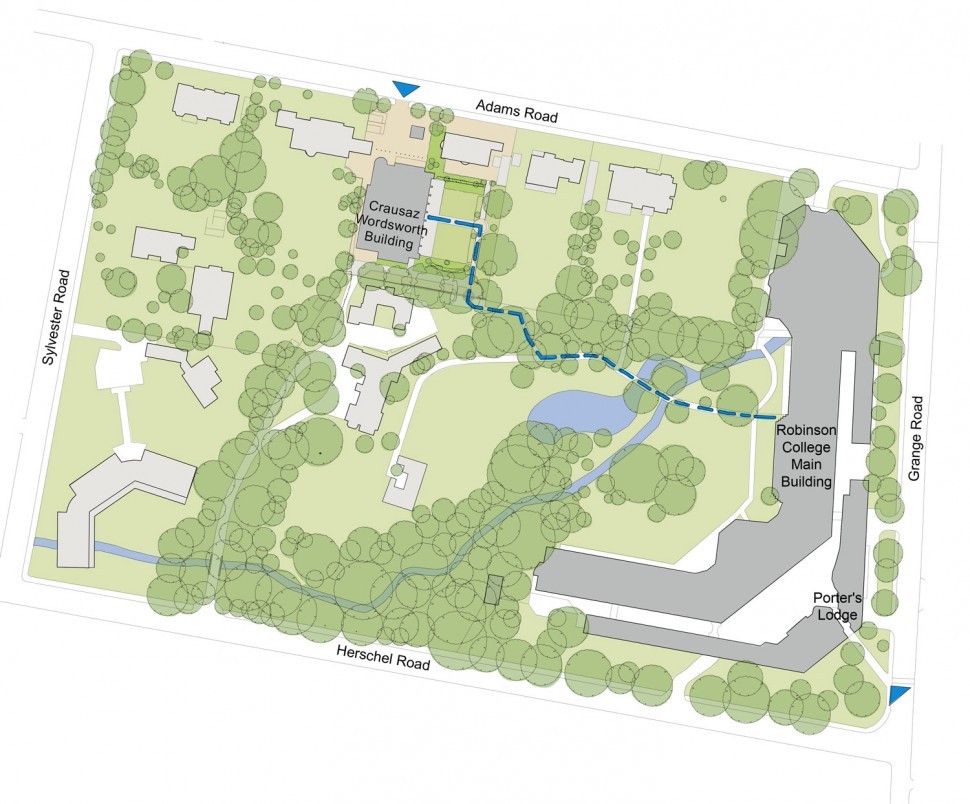 Adams Road
Crausaz
Wordsworth
Building
Sylvester Road
Grange Road
Robinson
College
Main
Building
Porter's
Lodge
Herschel Road